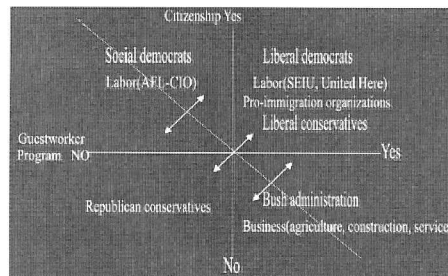 Citizenship Yes
Social democrats
Liberal democrats
Labor(AFL-CIO)
Labor(SEIU, United Here)
Pro-immigration organizations
Liberal conservatives
Guestworker
Program NO
Yes
Republican conservatives
Bush administration
Business(agriculture, construction, service
No